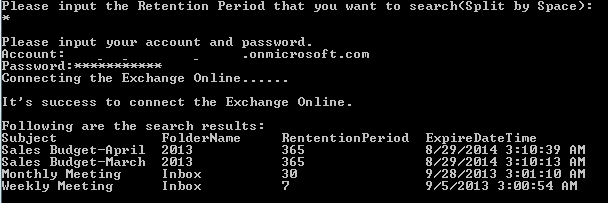 Please input the Retention Period that you want to search(Split by Space):
*
Please input your account and password.
Account: .onmicrosoft.com
Password:***********
Connecting the Exchange Online......
It's success to connect the Exchange Online.
Following are the search results:
Subject FolderName RententionPeriod ExpireDateTime
Sales Budget-April 2013 365 8/29/2014 3:10:39 AM
Sales Budget-March 2013 365 8/29/2014 3:10:13 AM
Monthly Meeting Inbox 30 9/28/2013 3:01:10 AM
Weekly Meeting Inbox 7 9/5/2013 3:00:54 AM